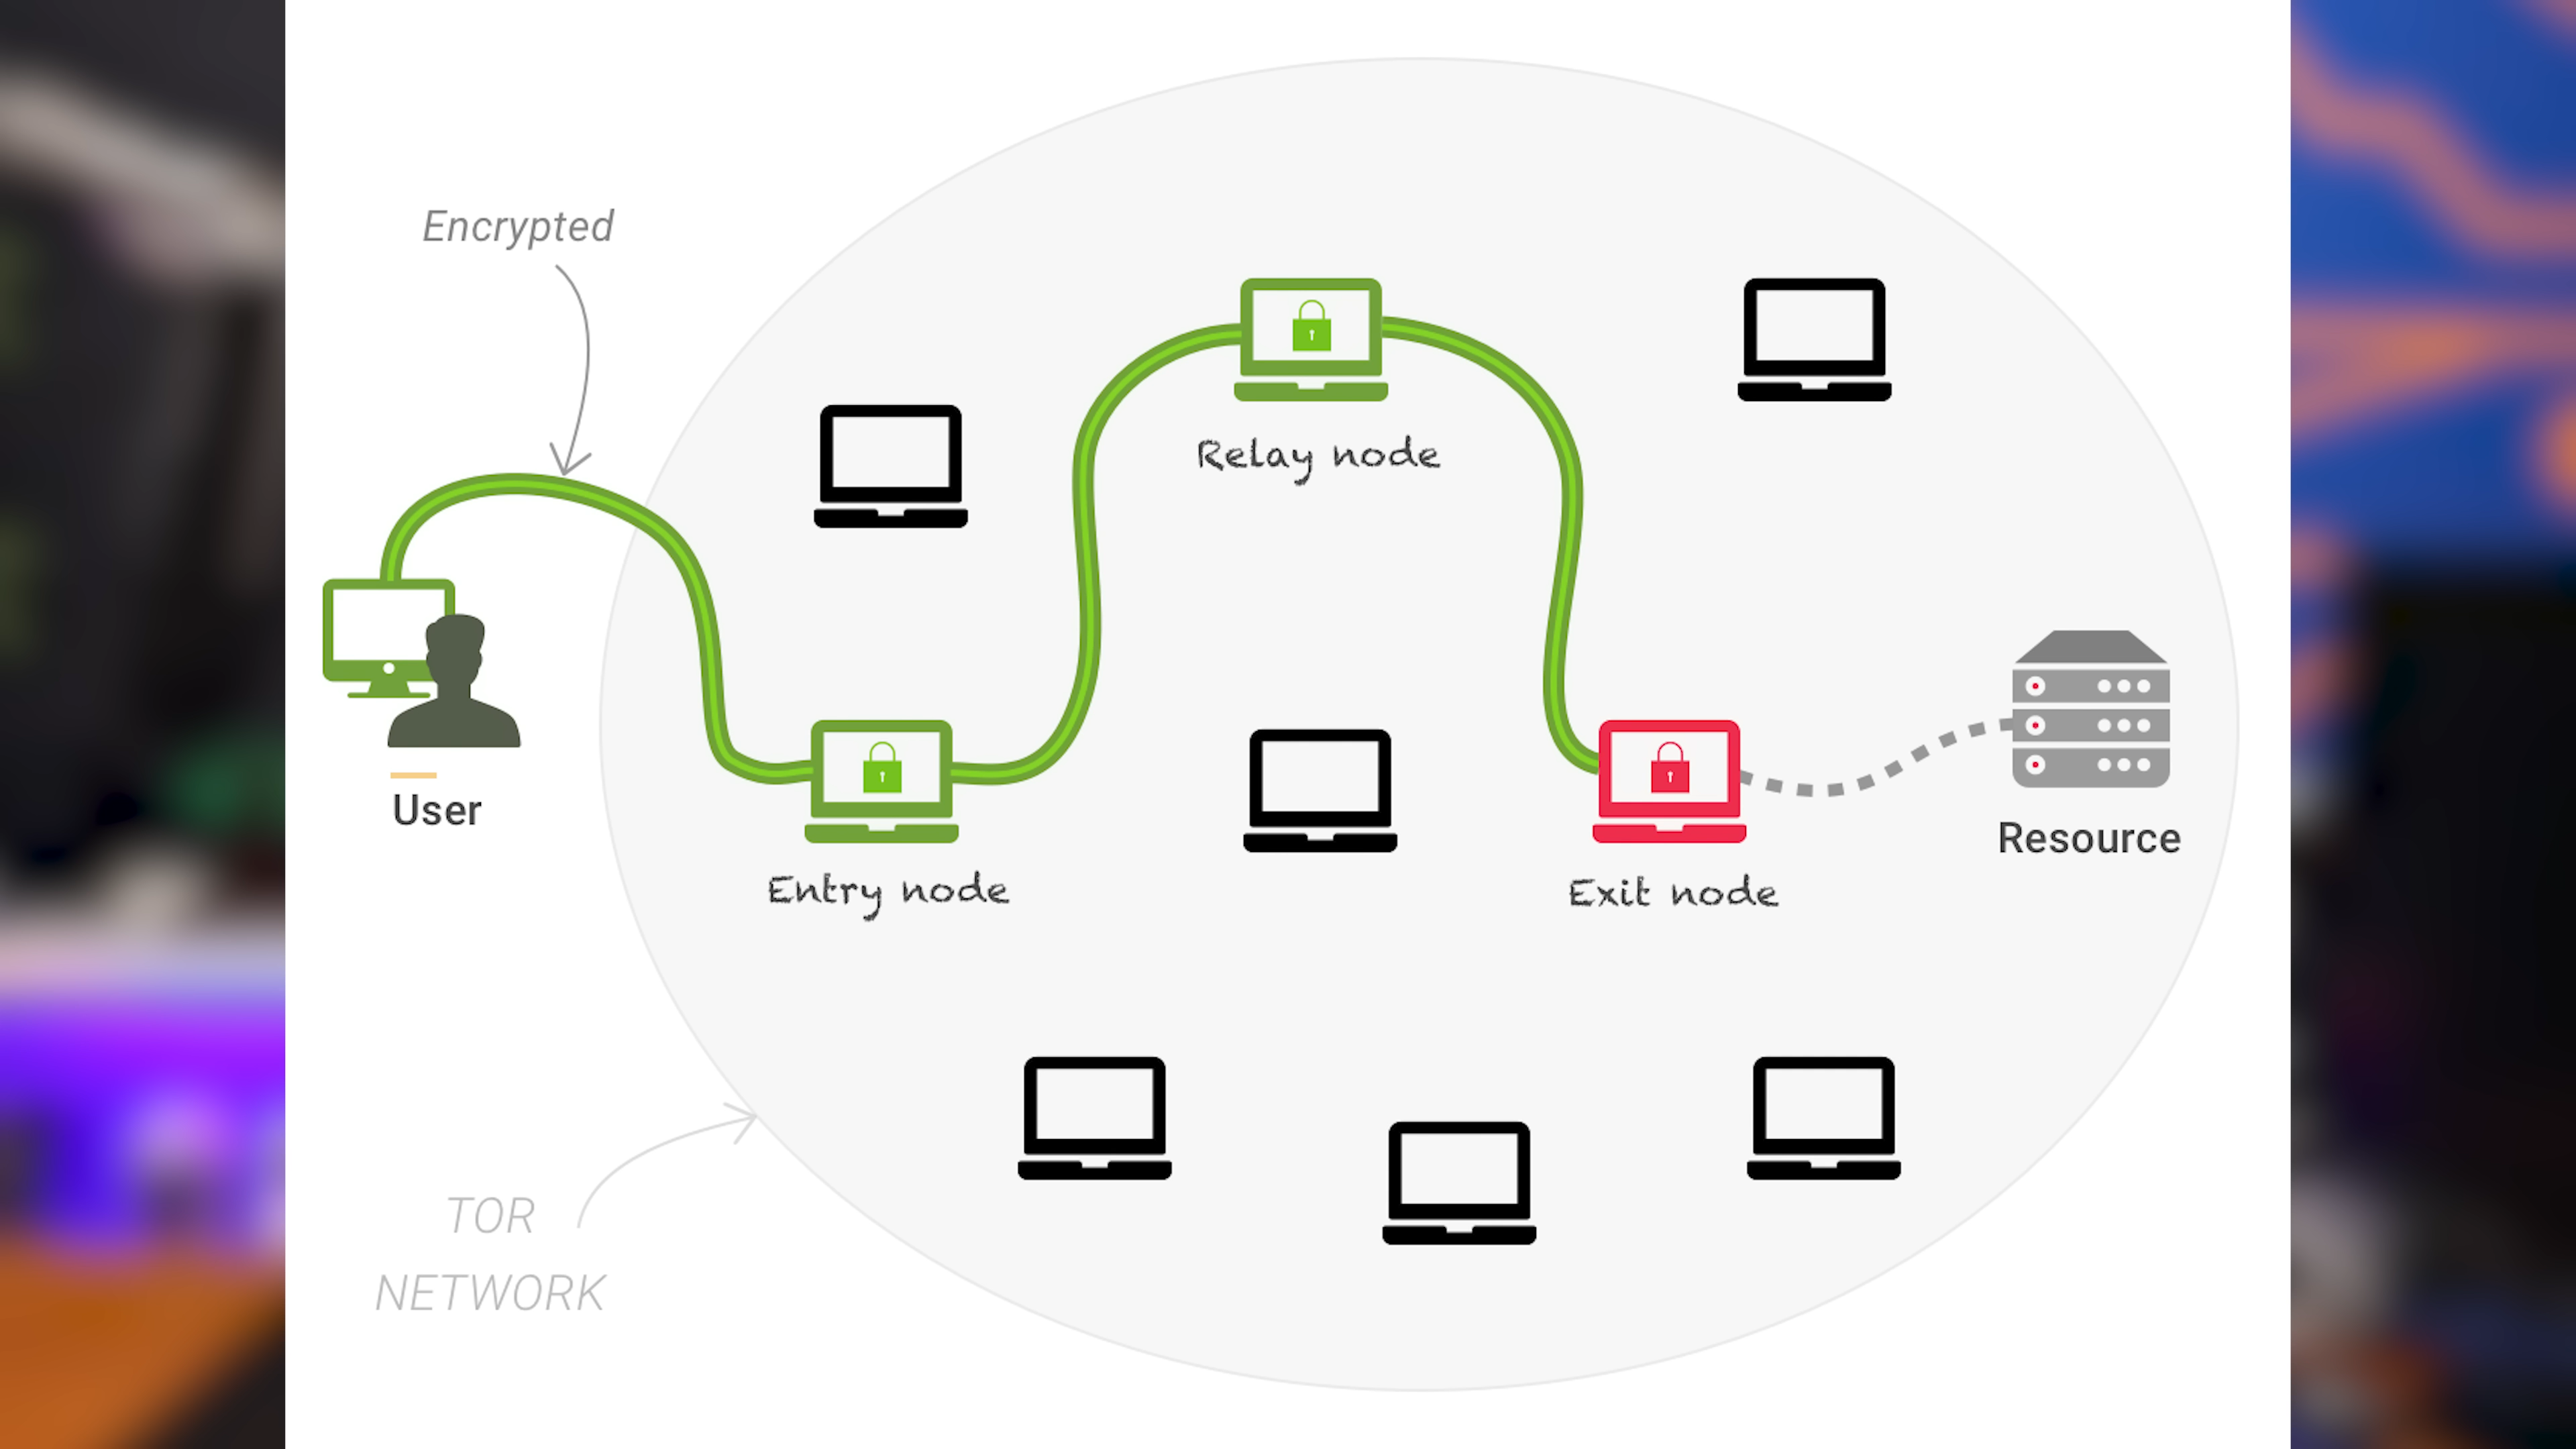 Encrypted
Relay node
User
Resource
Entry node
Exit node
TOR
NETWORK